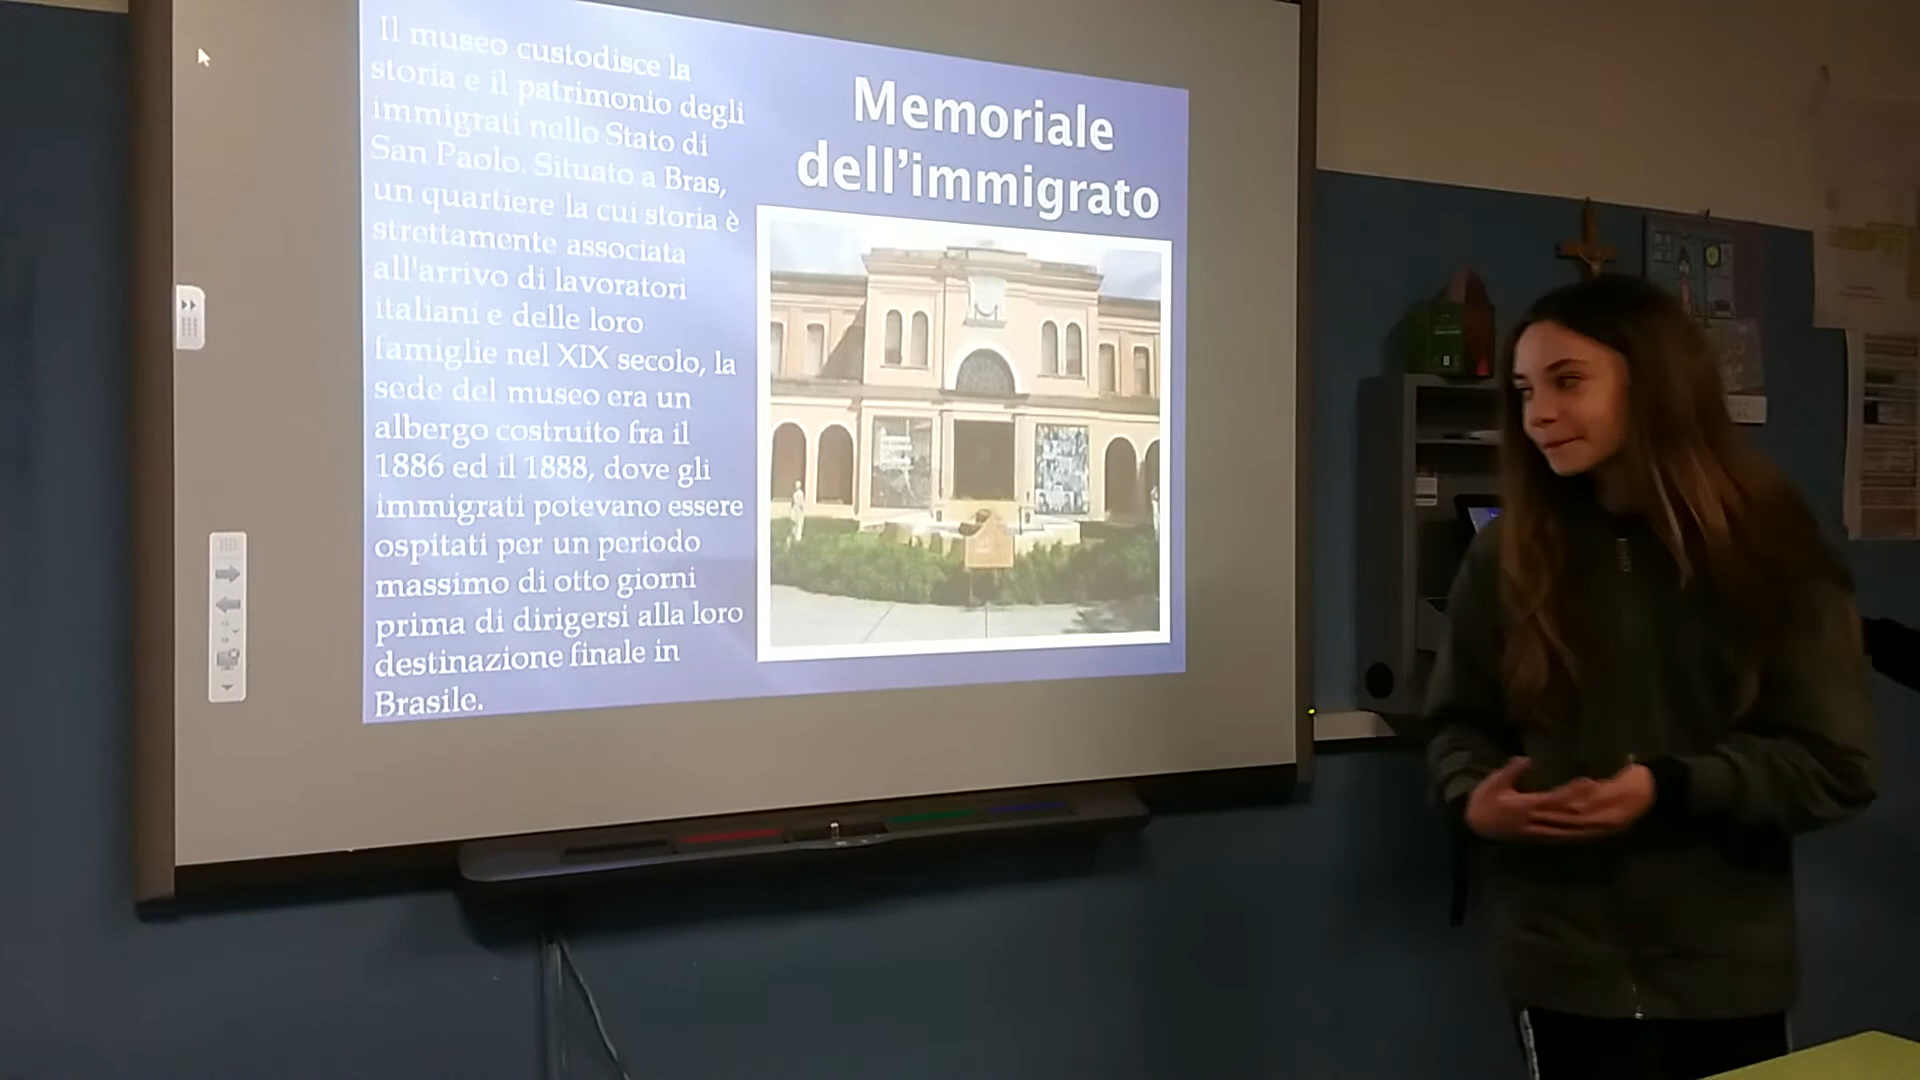 Il museo custodisce la
storia e il patrimonio degli
immigrati nello Stato di
San Paolo. Situato a Bras,
un quartiere la cui storia è
strettamente associata
all'arrivo di lavoratori
italiani e delle loro
famiglie nel XIX secolo, la
sede del museo era un
albergo costruito fra il
1886 ed il 1888, dove gli
immigrati potevano essere
ospitati per un periodo
massimo di otto giorni
prima di dirigersi alla loro
destinazione finale in
Brasile.
Memoriale
dell'immigrato